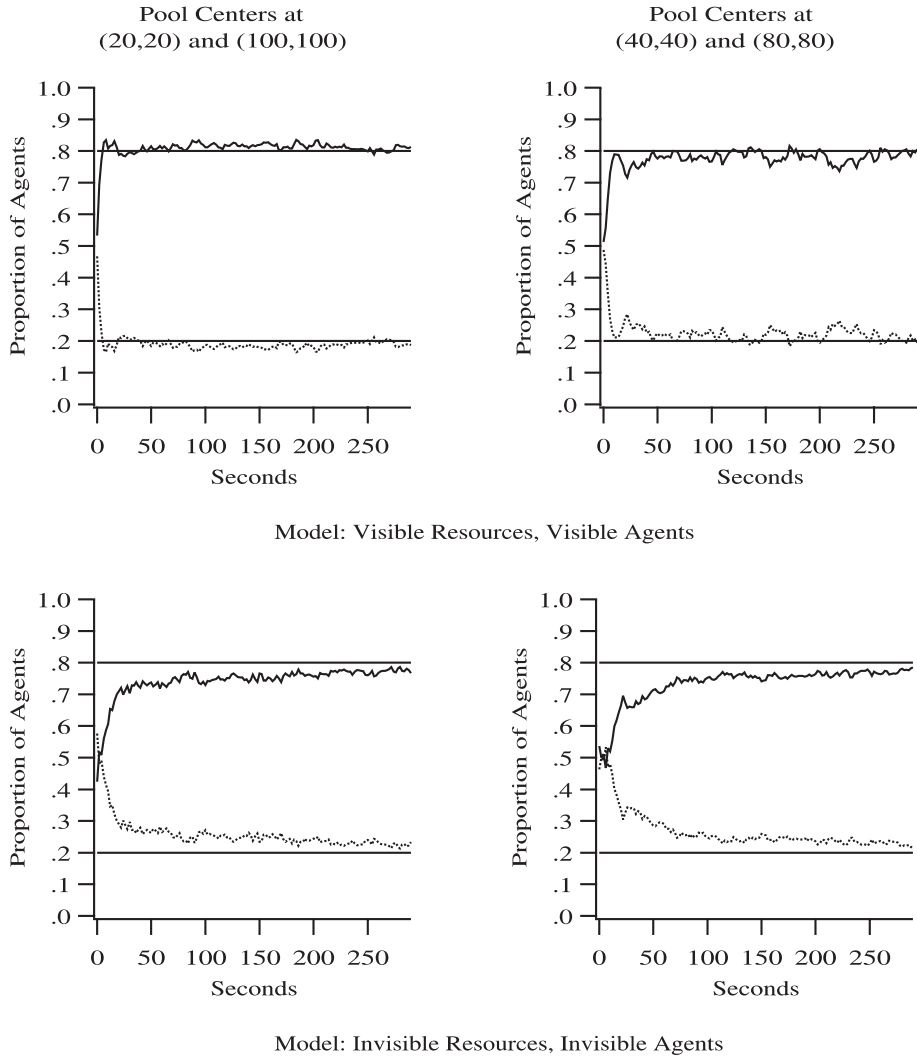 Pool Centers at
(20,20) and (100,100)
Pool Centers at
(40,40) and (80,80)
Proportion of Agents
1.0
.9
.8
.7
.6
.5
.4
.3
.2
.1
.0
0 50 100 150 200 250
Seconds
Proportion of Agents
1.0
.9
.8
.7
.6
.5
.4
.3
.2
.1
.0
0 50 100 150 200 250
Seconds
Model: Visible Resources, Visible Agents
Proportion of Agents
1.0
.9
.8
.7
.6
.5
.4
.3
.2
.1
.0
0 50 100 150 200 250
Seconds
Proportion of Agents
1.0
.9
.8
.7
.6
.5
.4
.3
.2
.1
.0
0 50 100 150 200 250
Seconds
Model: Invisible Resources, Invisible Agents